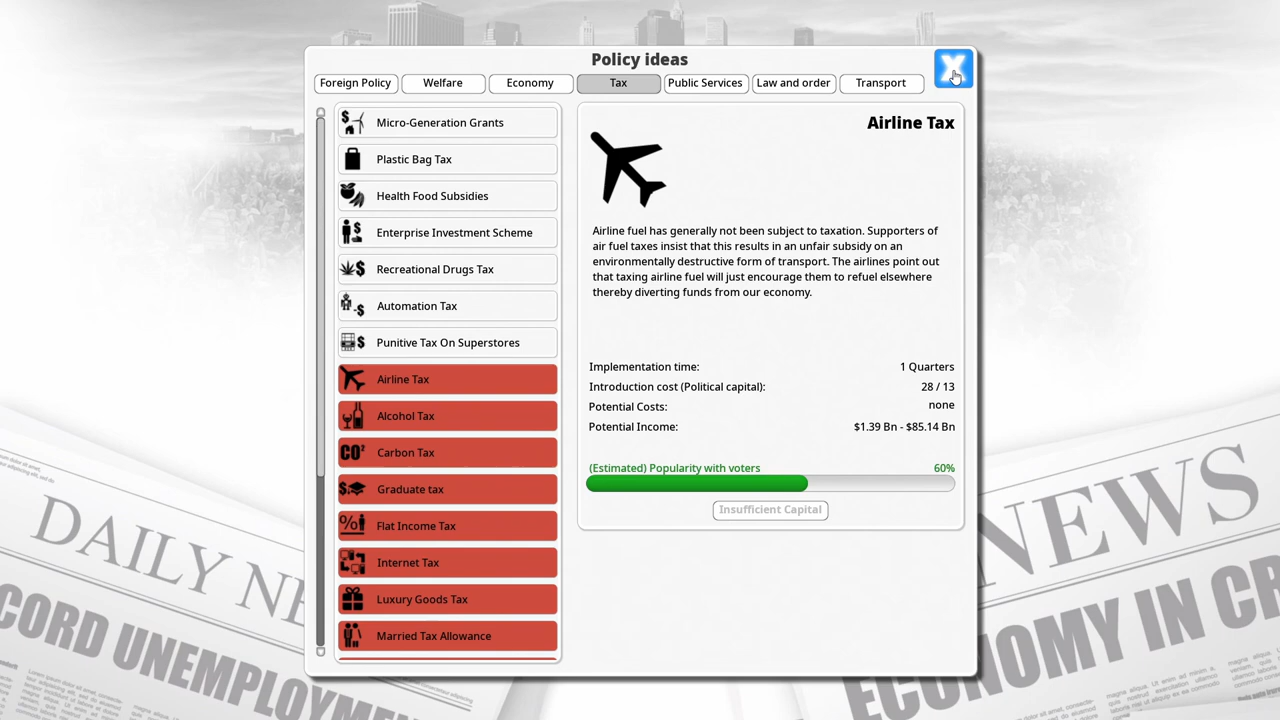 Policy ideas
X
Foreign Policy
Welfare
Economy
Tax
Public Services
Law and order
Transport
Micro-Generation Grants
Plastic Bag Tax
Health Food Subsidies
Enterprise Investment Scheme
Recreational Drugs Tax
Automation Tax
Punitive Tax On Superstores
Airline Tax
Alcohol Tax
CO² Carbon Tax
Graduate tax
Flat Income Tax
Internet Tax
Luxury Goods Tax
Married Tax Allowance
Airline Tax
Airline fuel has generally not been subject to taxation. Supporters of
air fuel taxes insist that this results in an unfair subsidy on an
environmentally destructive form of transport. The airlines point out
that taxing airline fuel will just encourage them to refuel elsewhere
thereby diverting funds from our economy.
Implementation time: 1 Quarters
Introduction cost (Political capital): 28 / 13
Potential Costs: none
Potential Income: $1.39 Bn - $85.14 Bn
(Estimated) Popularity with voters 60%
Insufficient Capital
DAILY NE
CORD UNEMPLOYM
NEWS
ECONOMY IN CR